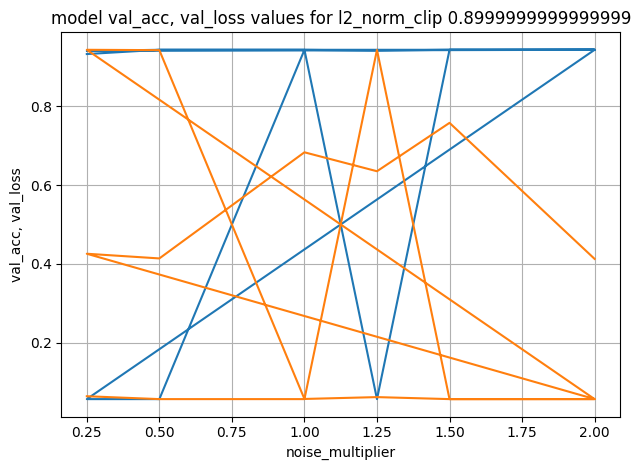 model val_acc, val_loss values for l2_norm_clip 0.8999999999999999
0.8
0.6
0.4
0.2
val_acc, val_loss
0.25 0.50 0.75 1.00 1.25 1.50 1.75 2.00
noise_multiplier